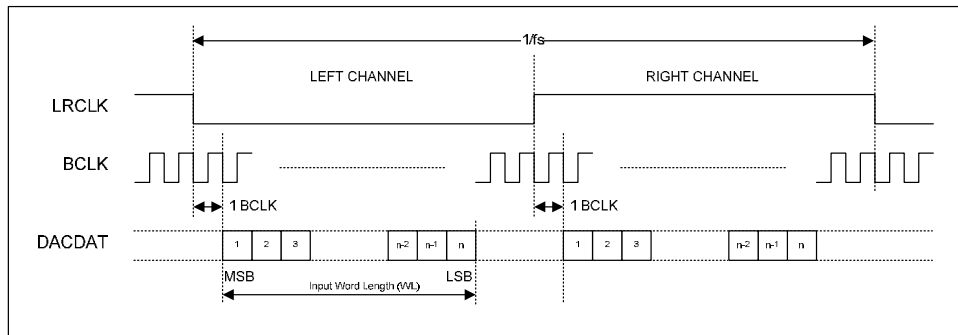 1/fs
LEFT CHANNEL RIGHT CHANNEL
LRCLK
BCLK
1 BCLK 1 BCLK
DACDAT
1 2 3 n-2 n-1 n 1 2 3 n-2 n-1 n
MSB LSB
Input Word Length (WL)